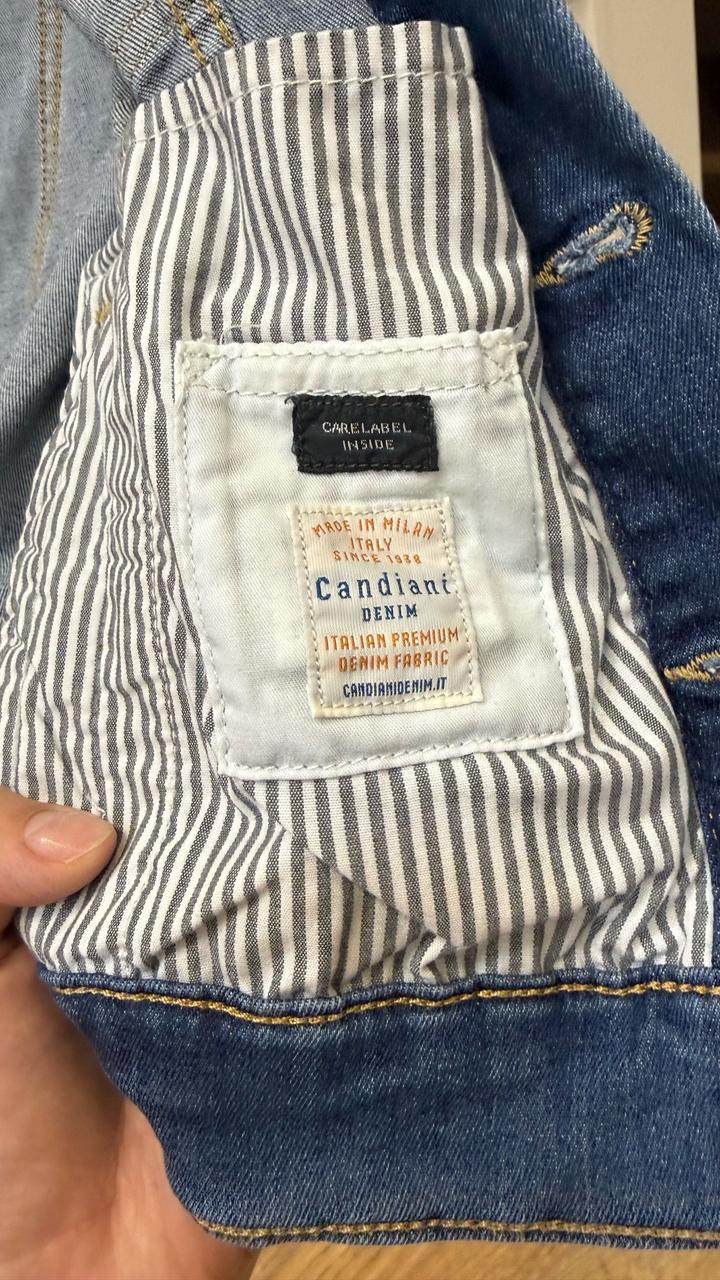 CARELABEL
INSIDE
MADE IN MILAN
ITALY
SINCE 1938
Candiani
DENIM
ITALIAN PREMIUM
DENIM FABRIC
CANDIANIDENIM.IT